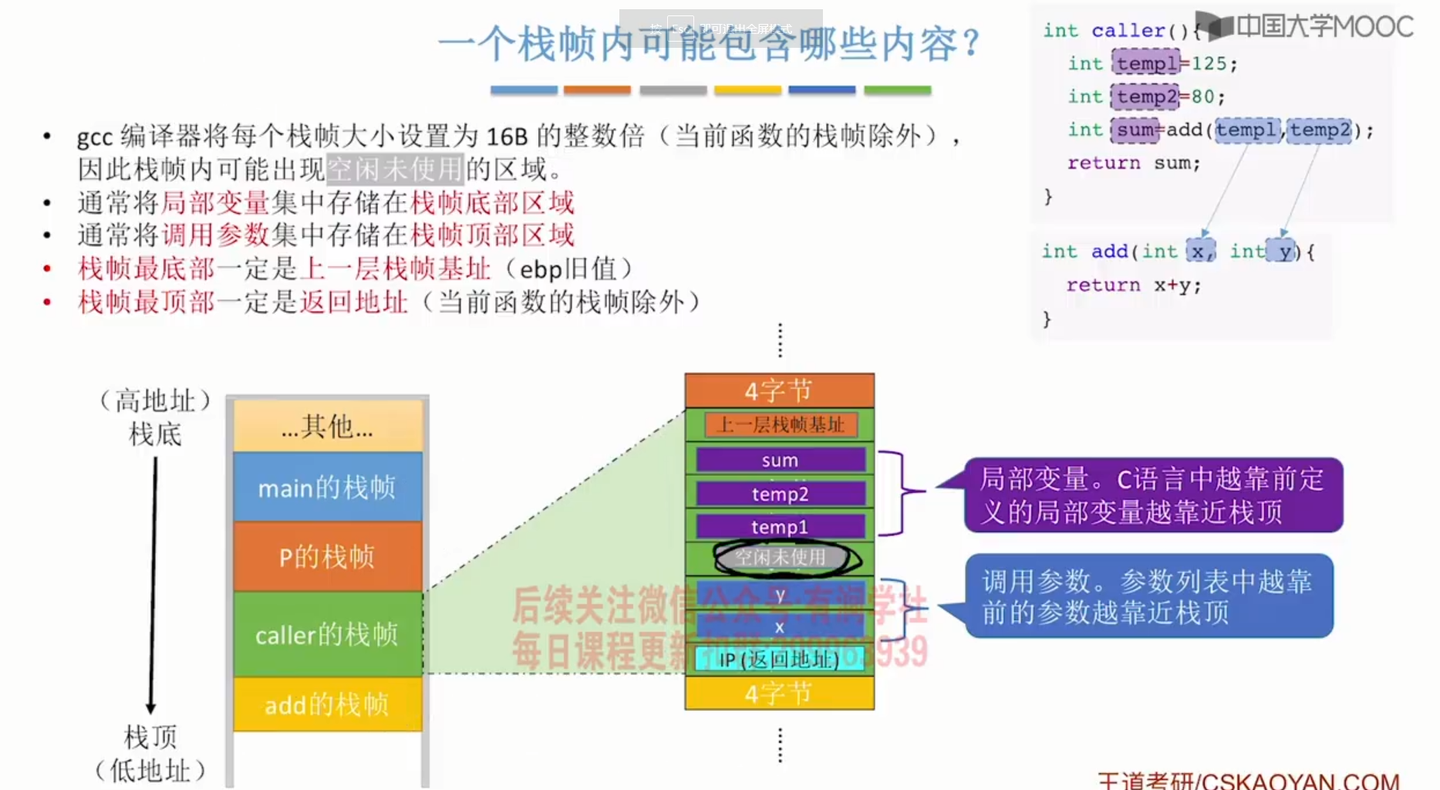 一个栈帧内可能包含哪些内容？
中国大学MOOC
• gcc 编译器将每个栈帧大小设置为 16B 的整数倍（当前函数的栈帧除外），
因此栈帧内可能出现空闲未使用的区域。
• 通常将局部变量集中存储在栈帧底部区域
• 通常将调用参数集中存储在栈帧顶部区域
• 栈帧最底部一定是上一层栈帧基址（ebp旧值）
• 栈帧最顶部一定是返回地址（当前函数的栈帧除外）
int caller(){
int temp1=125;
int temp2=80;
int sum=add(temp1,temp2);
return sum;
}
int add(int x, int y){
return x+y;
}
（高地址）
栈底
栈顶
（低地址）
...其他...
main的栈帧
P的栈帧
caller的栈帧
add的栈帧
4字节
上一层栈帧基址
sum
temp2
temp1
空闲未使用
y
x
IP (返回地址)
4字节
局部变量。C语言中越靠前定
义的局部变量越靠近栈顶
调用参数。参数列表中越靠
前的参数越靠近栈顶
后续关注微信公众号:有渊学社
每日课程更新
王道考研/CSKAOYAN.COM